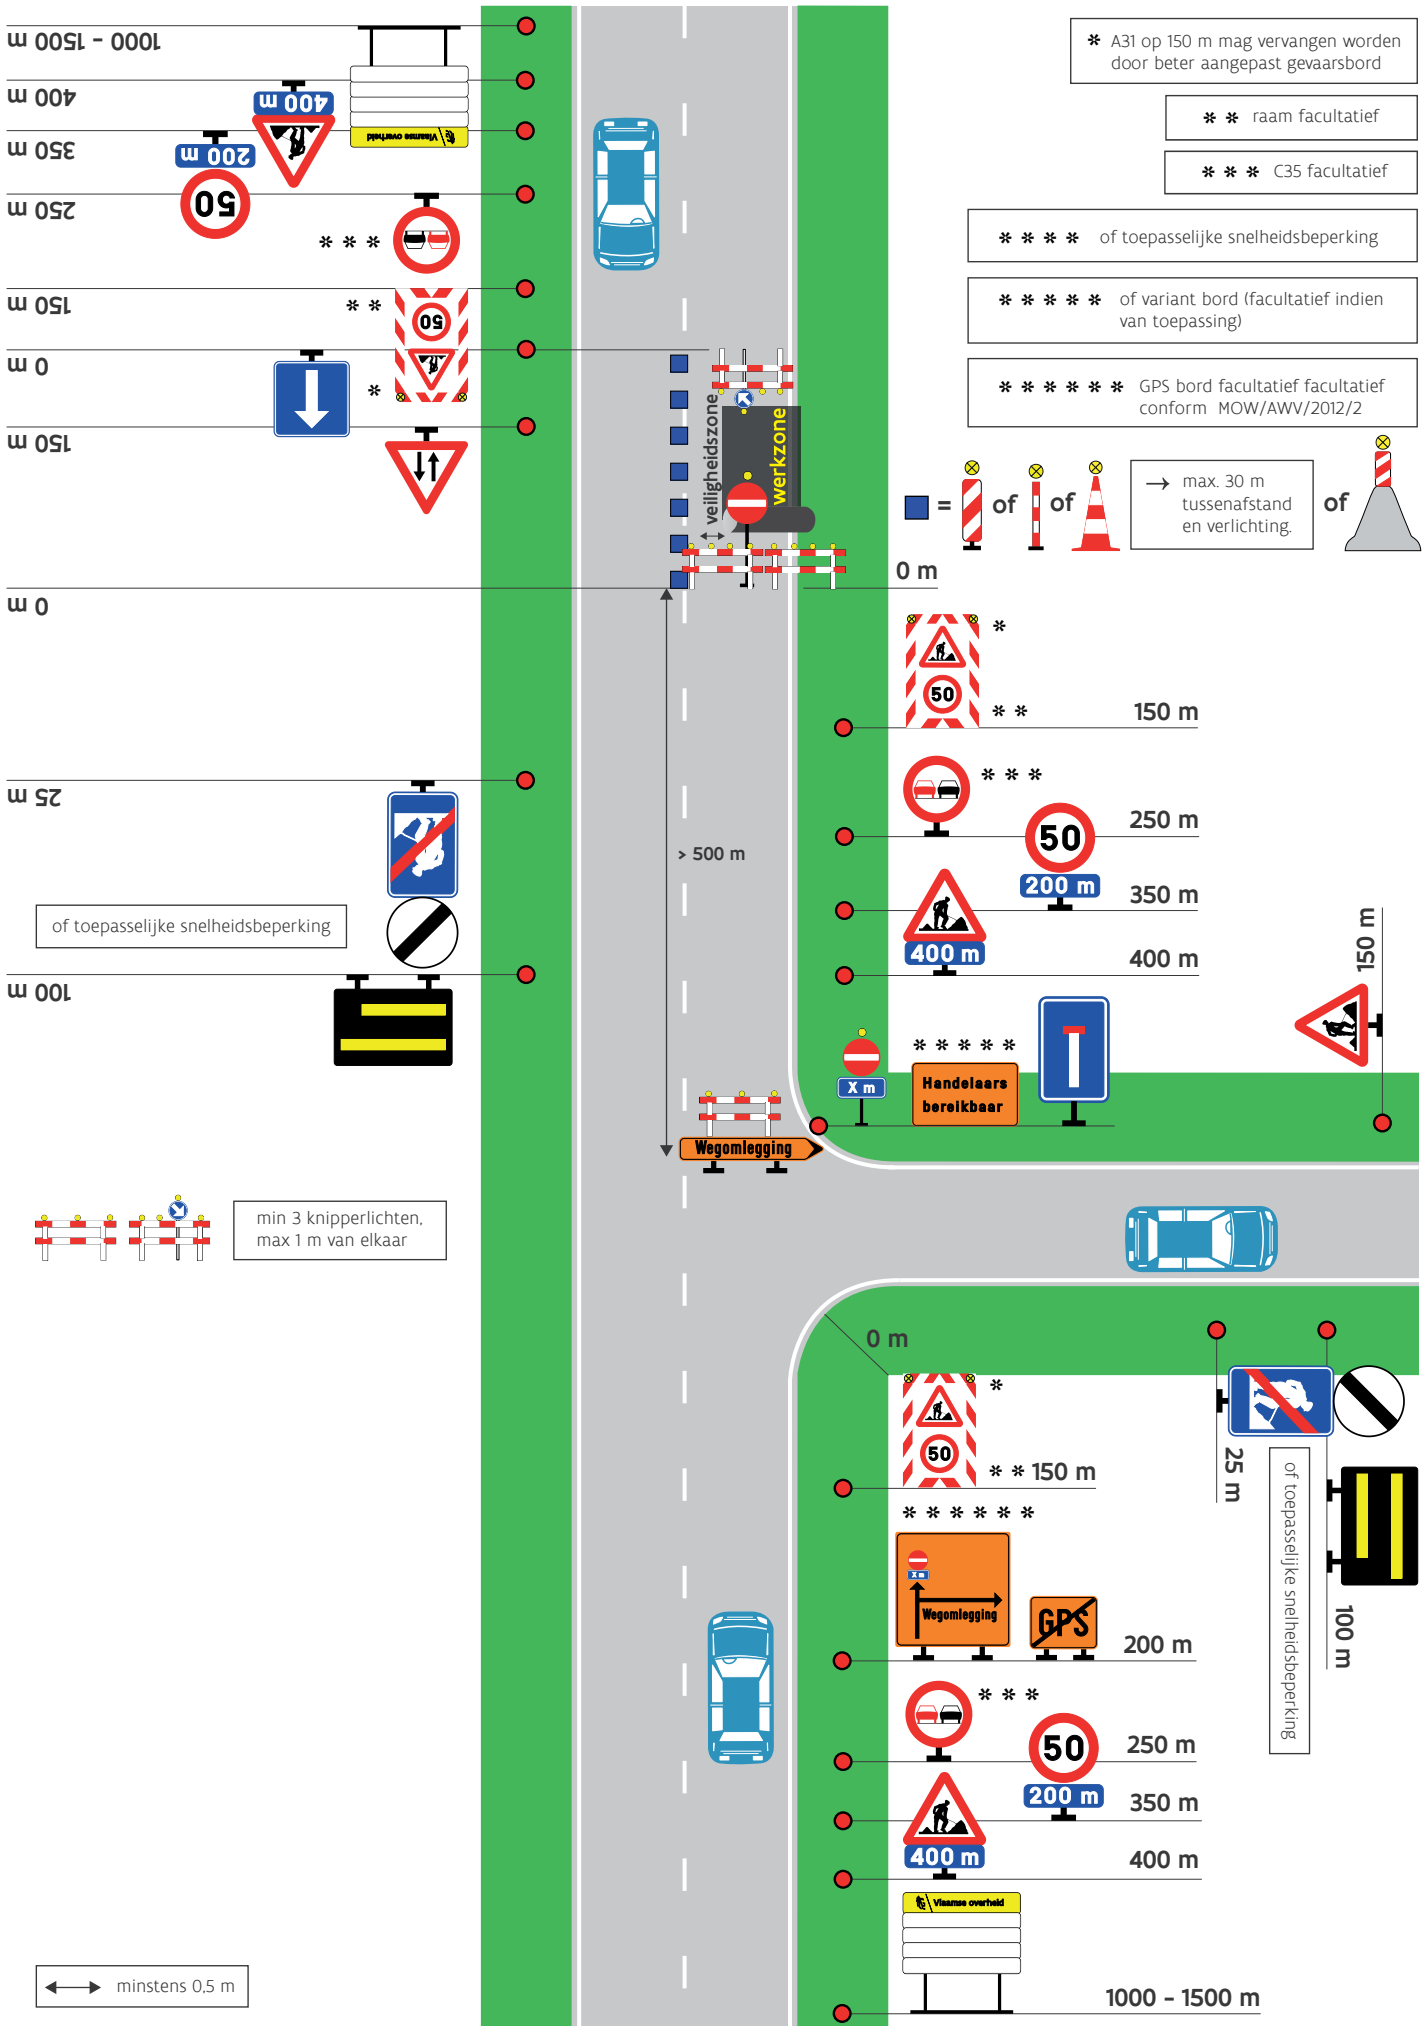 1000 - 1500 m
400 m
400 m
350 m
200 m
50
250 m
Vlaamse overheid
* * *
150 m
* *
50
*
0 m
150 m
0 m
25 m
of toepasselijke snelheidsbeperking
100 m
min 3 knipperlichten,
max 1 m van elkaar
minstens 0,5 m
veiligheidszone
werkzone
> 500 m
Wegomlegging
* A31 op 150 m mag vervangen worden
door beter aangepast gevaarsbord
* * raam facultatief
* * * C35 facultatief
* * * * of toepasselijke snelheidsbeperking
* * * * * of variant bord (facultatief indien
van toepassing)
* * * * * * GPS bord facultatief facultatief
conform MOW/AWV/2012/2
= of of
→ max. 30 m
tussenafstand
en verlichting.
of
0 m
*
50
* *
150 m
* * *
50
250 m
200 m
350 m
400 m
400 m
150 m
* * * * *
X m
Handelaars
bereikbaar
0 m
*
50
* * 150 m
25 m
of toepasselijke snelheidsbeperking
100 m
* * * * * *
X m
Wegomlegging
GPS
200 m
* * *
50
250 m
200 m
350 m
400 m
400 m
Vlaamse overheid
1000 - 1500 m